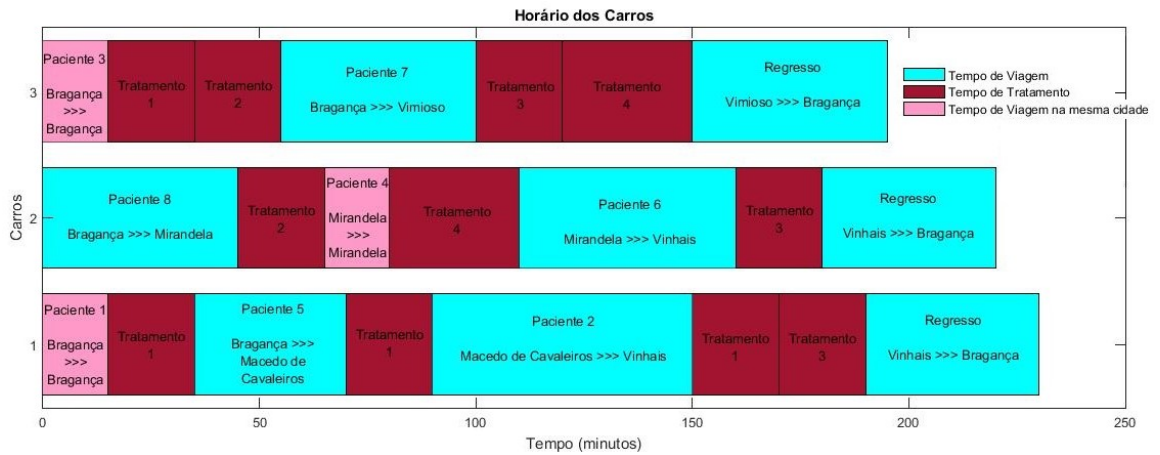 Horário dos Carros
Paciente 3
Bragança
>>>
Bragança
Tratamento
1
Tratamento
2
Paciente 7
Bragança >>> Vimioso
Tratamento
3
Tratamento
4
Regresso
Vimioso >>> Bragança
Tempo de Viagem
Tempo de Tratamento
Tempo de Viagem na mesma cidade
3
Paciente 8
Bragança >>> Mirandela
Tratamento
2
Paciente 4
Mirandela
>>>
Mirandela
Tratamento
4
Paciente 6
Mirandela >>> Vinhais
Tratamento
3
Regresso
Vinhais >>> Bragança
2
Carros
Paciente 1
Bragança
>>>
Bragança
Tratamento
1
Paciente 5
Bragança >>>
Macedo de
Cavaleiros
Tratamento
1
Paciente 2
Macedo de Cavaleiros >>> Vinhais
Tratamento
1
Tratamento
3
Regresso
Vinhais >>> Bragança
1
0 50 100 150 200 250
Tempo (minutos)